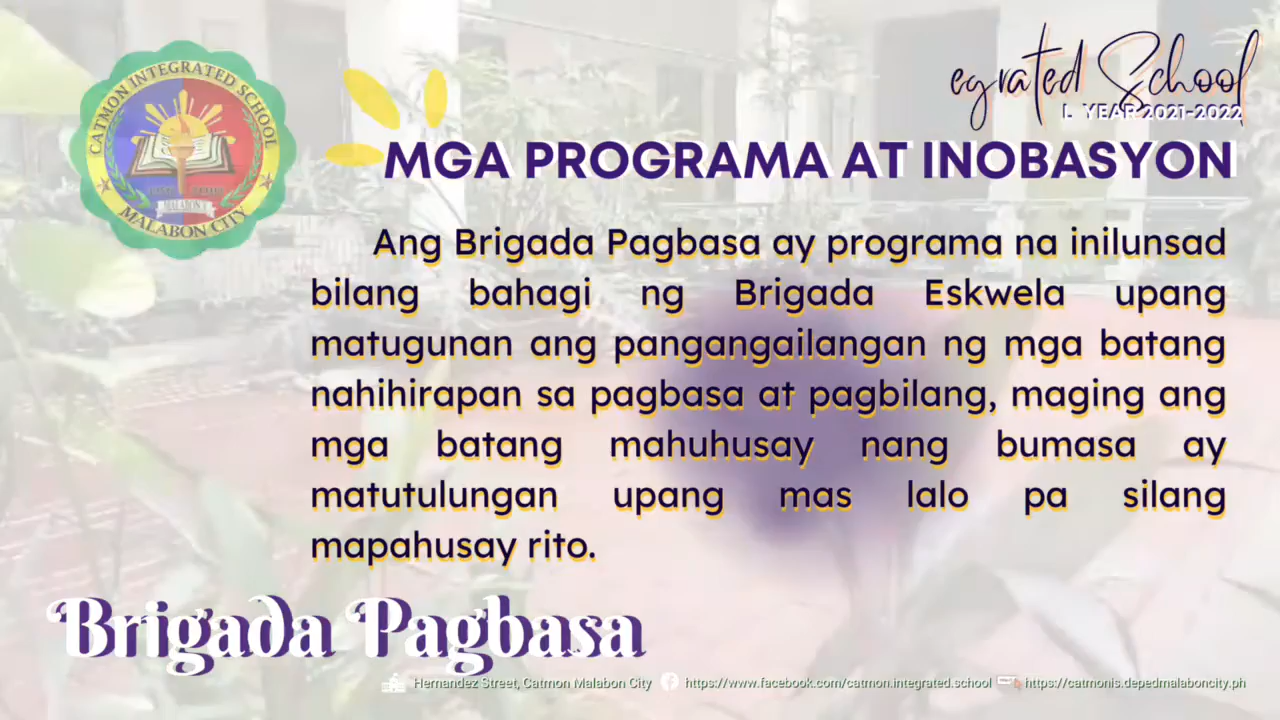 CATMON INTEGRATED SCHOOL
MALABON CITY
egrated School
L YEAR 2021-2022
MGA PROGRAMA AT INOBASYON
Ang Brigada Pagbasa ay programa na inilunsad
bilang bahagi ng Brigada Eskwela upang
matugunan ang pangangailangan ng mga batang
nahihirapan sa pagbasa at pagbilang, maging ang
mga batang mahuhusay nang bumasa ay
matutulungan upang mas lalo pa silang
mapahusay rito.
Brigada Pagbasa
Hernandez Street, Catmon Malabon City https://www.facebook.com/catmon.integrated.school https://catmonis.depedmalaboncity.ph